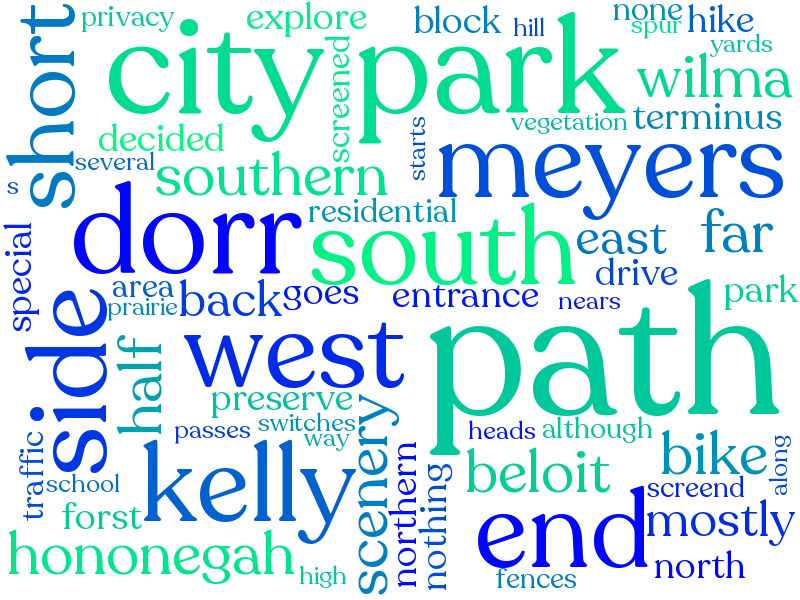 privacy
explore
block
hill
none
spur
hike
yards
short
city park
screened
wilma
decided
starts
vegetation
terminus
several
s
southern
meyers
dorr
residential
south
east
far
special
area
prairie
back
goes
entrance
drive
nears
park
side
half
west
path
preserve
switches
way
passes
scenery
heads
although
traffic
school
kelly
northern
nothing
beloit
bike
along
forst
screend
end
mostly
hononegah
high
fences
north